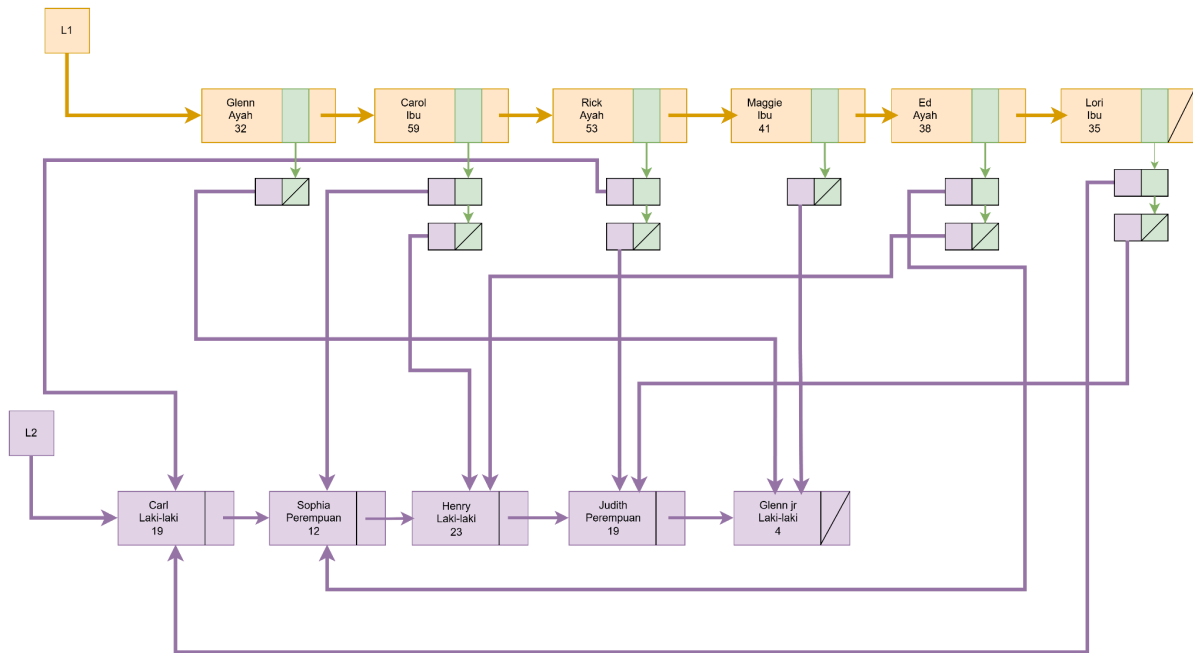 L1
Glenn
Ayah
32
Carol
Ibu
59
Rick
Ayah
53
Maggie
Ibu
41
Ed
Ayah
38
Lori
Ibu
35
L2
Carl
Laki-laki
19
Sophia
Perempuan
12
Henry
Laki-laki
23
Judith
Perempuan
19
Glenn jr
Laki-laki
4